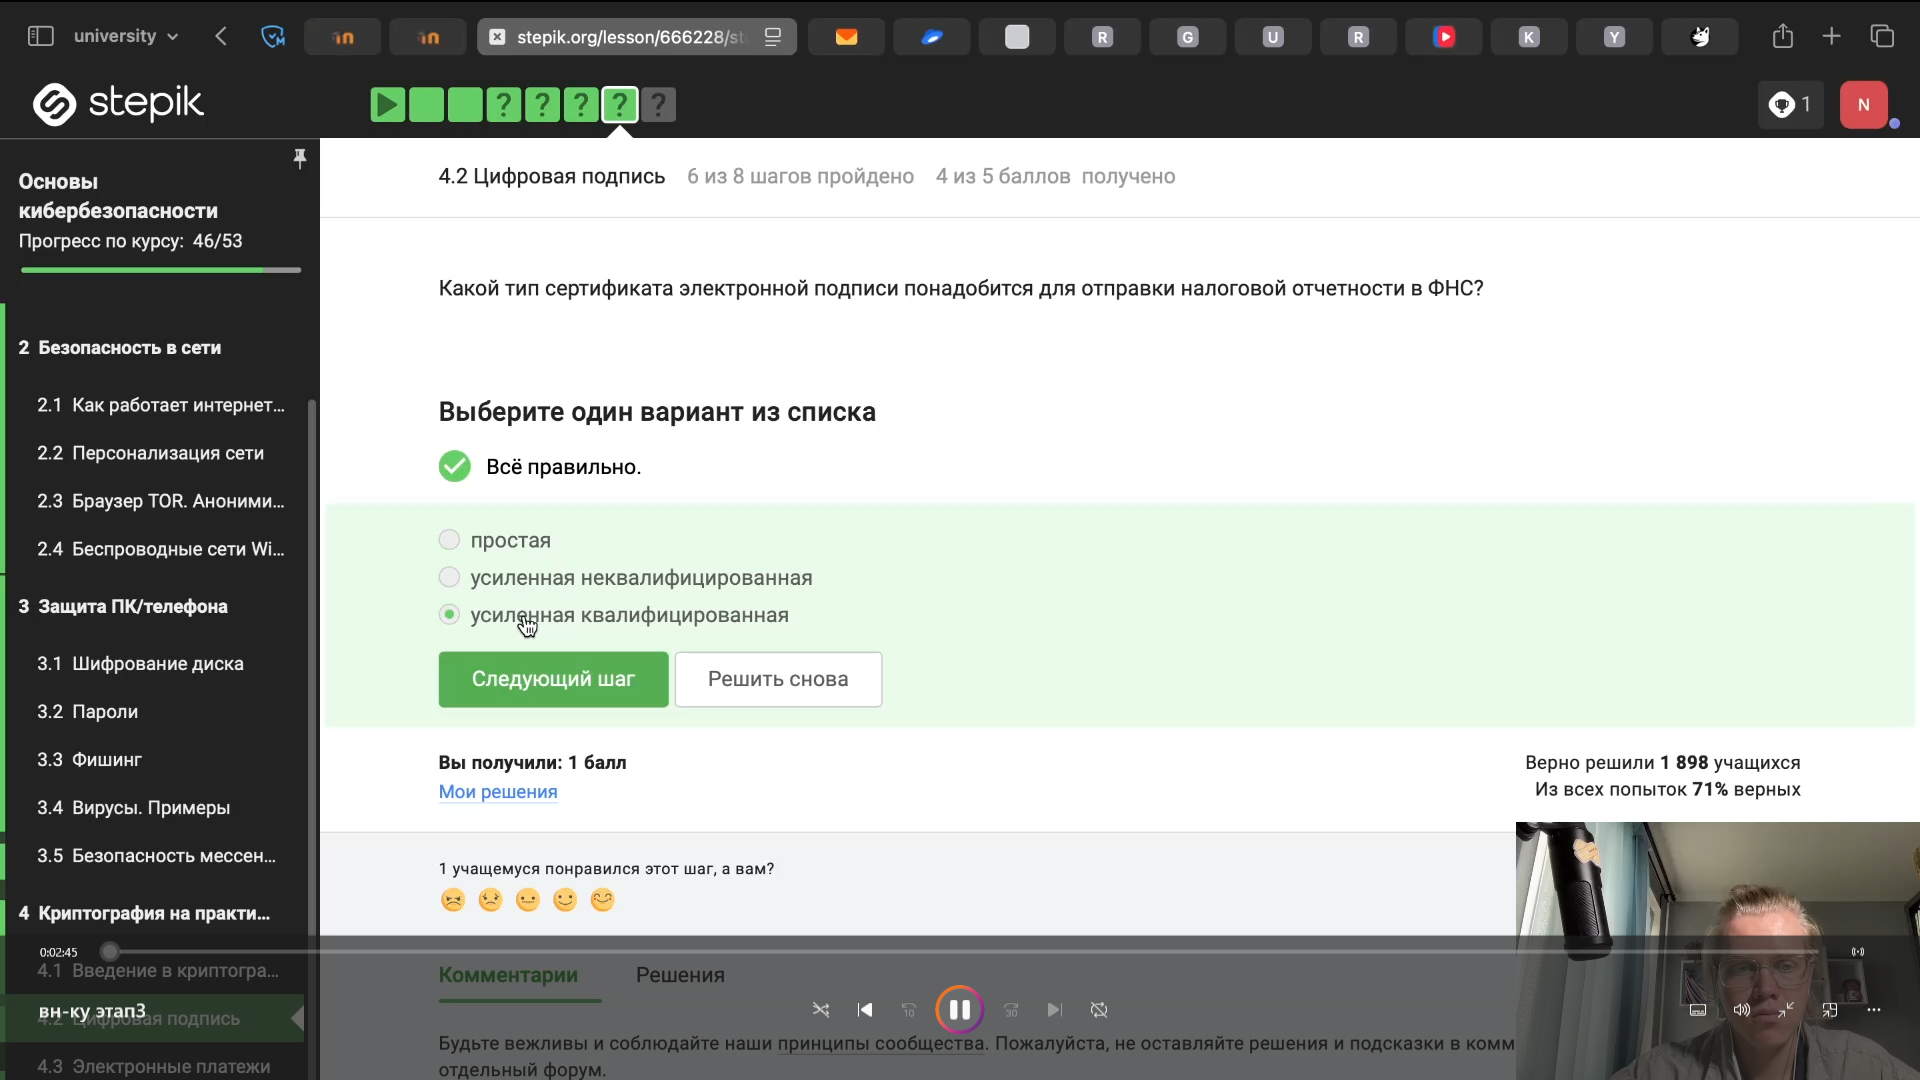 university
stepik.org/lesson/666228/st
R
G
U
R
K
Y
stepik
? ? ? ? ?
1
N
Основы
кибербезопасности
Прогресс по курсу: 46/53
2 Безопасность в сети
2.1 Как работает интернет...
2.2 Персонализация сети
2.3 Браузер TOR. Аноними...
2.4 Беспроводные сети Wi...
3 Защита ПК/телефона
3.1 Шифрование диска
3.2 Пароли
3.3 Фишинг
3.4 Вирусы. Примеры
3.5 Безопасность мессен...
4 Криптография на практи...
0:02:45
4.1 Введение в криптогра...
вн-ку этап3
4.2 Цифровая подпись
4.3 Электронные платежи
4.2 Цифровая подпись 6 из 8 шагов пройдено 4 из 5 баллов получено
Какой тип сертификата электронной подписи понадобится для отправки налоговой отчетности в ФНС?
Выберите один вариант из списка
Всё правильно.
простая
усиленная неквалифицированная
усиленная квалифицированная
Следующий шаг
Решить снова
Вы получили: 1 балл
Мои решения
Верно решили 1 898 учащихся
Из всех попыток 71% верных
1 учащемуся понравился этот шаг, а вам?
Комментарии Решения
10 30
Будьте вежливы и соблюдайте наши принципы сообщества. Пожалуйста, не оставляйте решения и подсказки в комм
отдельный форум.